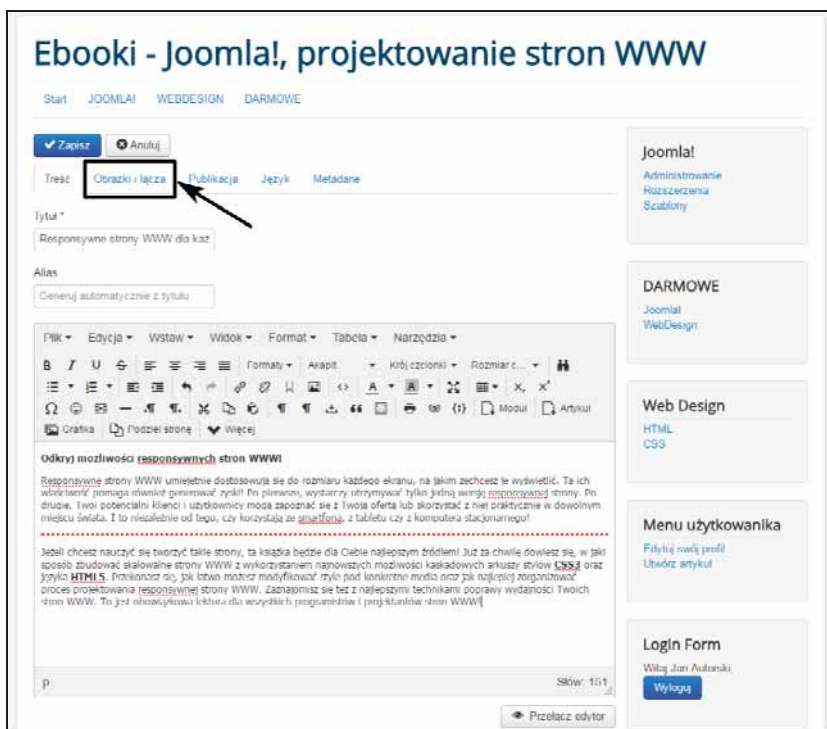 Ebooki - Joomla!, projektowanie stron WWW
Start JOOMLA! WEBDESIGN DARMOWE
Zapisz Anuluj
Treść Obrazki i łącza Publikacja Język Metadane
Tytuł *
Responsywne strony WWW dla każ
Alias
Generuj automatycznie z tytułu
Plik Edycja Wstaw Widok Format Tabela Narzędzia
B I U S Formaty Akapit Krój czcionki Rozmiar c...
A A x, x'
Ω Moduł Artykuł
Grafika Podziel stronę Więcej
Odkryj możliwości responsywnych stron WWW!
Responsywne strony WWW umiejętnie dostosowują się do rozmiaru każdego ekranu, na jakim zechcesz je wyświetlić. Ta ich
właściwość pomaga również generować zyski! Po pierwsze, wystarczy utrzymywać tylko jedną wersję responsywnej strony. Po
drugie, Twoi potencjalni klienci i użytkownicy mogą zapoznać się z Twoją ofertą lub skorzystać z niej praktycznie w dowolnym
miejscu świata. I to niezależnie od tego, czy korzystają ze smartfona, z tabletu czy z komputera stacjonarnego!
Jeżeli chcesz nauczyć się tworzyć takie strony, ta książka będzie dla Ciebie najlepszym źródłem! Już za chwilę dowiesz się, w jaki
sposób zbudować skalowalne strony WWW z wykorzystaniem najnowszych możliwości kaskadowych arkuszy stylów CSS3 oraz
języka HTML5. Przekonasz się, jak łatwo możesz modyfikować style pod konkretne media oraz jak najlepiej zorganizować
proces projektowania responsywnej strony WWW. Zaznajomisz się też z najlepszymi technikami poprawy wydajności Twoich
stron WWW. To jest obowiązkowa lektura dla wszystkich programistów i projektantów stron WWW!
p Słów: 151
Przełącz edytor
Joomla!
Administrowanie
Rozszerzenia
Szablony
DARMOWE
Joomla!
WebDesign
Web Design
HTML
CSS
Menu użytkowanika
Edytuj swój profil
Utwórz artykuł
Login Form
Witaj Jan Autorski,
Wyloguj